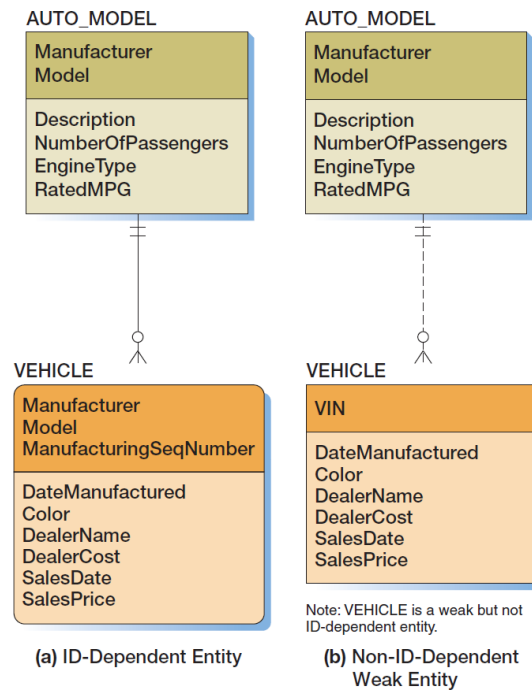 AUTO_MODEL
Manufacturer
Model
Description
NumberOfPassengers
EngineType
RatedMPG
VEHICLE
Manufacturer
Model
ManufacturingSeqNumber
DateManufactured
Color
DealerName
DealerCost
SalesDate
SalesPrice
(a) ID-Dependent Entity
AUTO_MODEL
Manufacturer
Model
Description
NumberOfPassengers
EngineType
RatedMPG
VEHICLE
VIN
DateManufactured
Color
DealerName
DealerCost
SalesDate
SalesPrice
Note: VEHICLE is a weak but not
ID-dependent entity.
(b) Non-ID-Dependent
Weak Entity